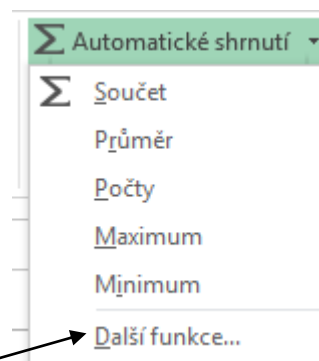 Σ Automatické shrnutí
Σ Součet
Průměr
Počty
Maximum
Minimum
Další funkce...